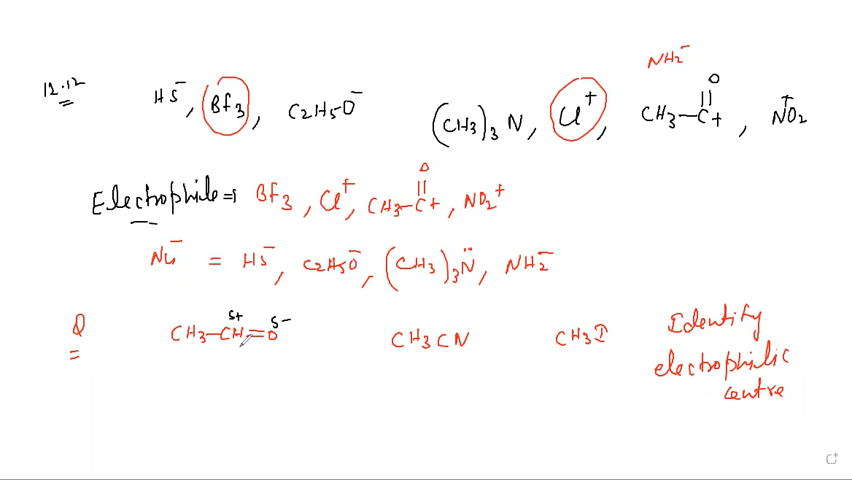 NH2⁻
12.12 HS⁻, BF3, C2H5O⁻ (CH3)3N, Cl⁺, CH3-C+, NO2⁺
O
||
Electrophile ⇒ BF3, Cl⁺, CH3-C+, NO2⁺
O
||
Nu⁻ = HS⁻, C2H5O⁻, (CH3)3N̈, NH2⁻
Q = CH3-CH=O CH3CN CH3I Identify
δ+ δ−
electrophilic
centre
C⁺